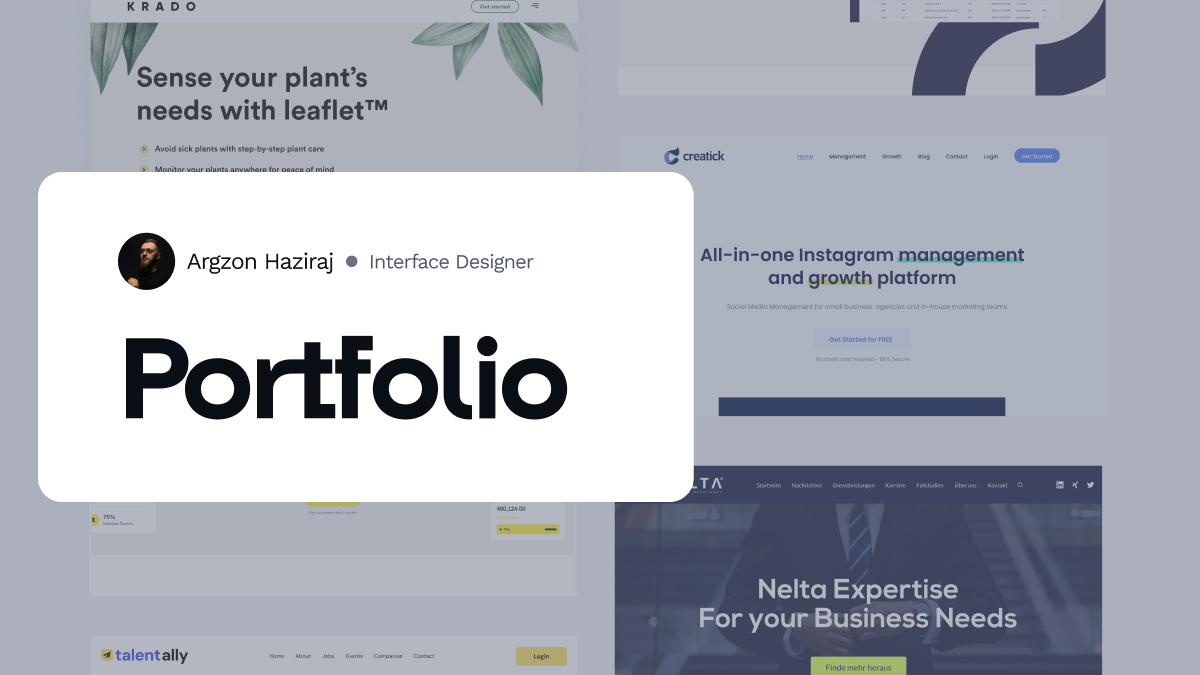 KRADO
Get started
Sense your plant's
needs with leaflet™
Avoid sick plants with step-by-step plant care
Monitor your plants anywhere for peace of mind
creatick
Home Management Growth Blog Contact Login Get Started
All-in-one Instagram management
and growth platform
Social Media Management for small business, agencies and in-house marketing teams
Get Started for FREE
No credit card required - 100% Secure
Argzon Haziraj
Interface Designer
Portfolio
75%
Member Growth
$80,124.00
LTA
Startseite Nachrichten Dienstleistungen Karriere Fallstudien Über uns Kontakt
Nelta Expertise
For your Business Needs
Finde mehr heraus
talentally
Home About Jobs Events Companies Contact
Login